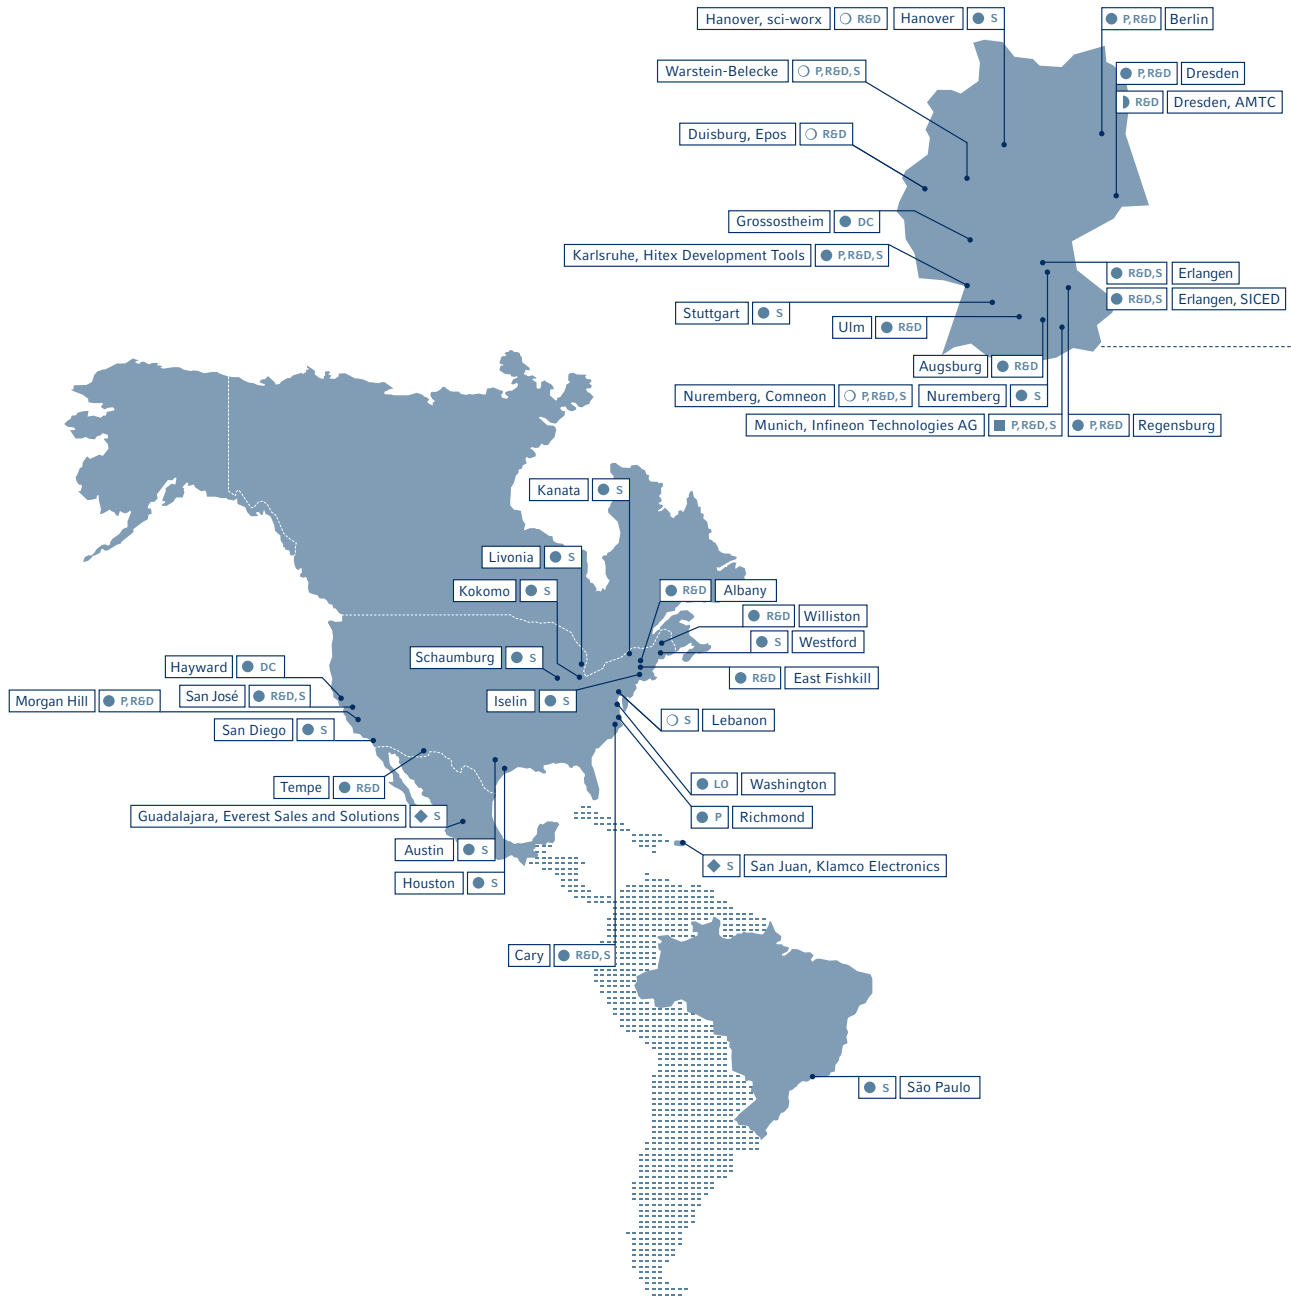 Hanover, sci-worx R&D Hanover S
P,R&D Berlin
Warstein-Belecke P,R&D,S
P,R&D Dresden
R&D Dresden, AMTC
Duisburg, Epos R&D
Grossostheim DC
Karlsruhe, Hitex Development Tools P,R&D,S
R&D,S Erlangen
R&D,S Erlangen, SICED
Stuttgart S
Ulm R&D
Augsburg R&D
Nuremberg, Comneon P,R&D,S Nuremberg S
Munich, Infineon Technologies AG P,R&D,S
P,R&D Regensburg
Kanata S
Livonia S
Kokomo S
R&D Albany
R&D Williston
S Westford
Schaumburg S
Hayward DC
R&D East Fishkill
San José R&D,S
Morgan Hill P,R&D
Iselin S
S Lebanon
San Diego S
Tempe R&D
LO Washington
Guadalajara, Everest Sales and Solutions S
P Richmond
Austin S
S San Juan, Klamco Electronics
Houston S
Cary R&D,S
S São Paulo